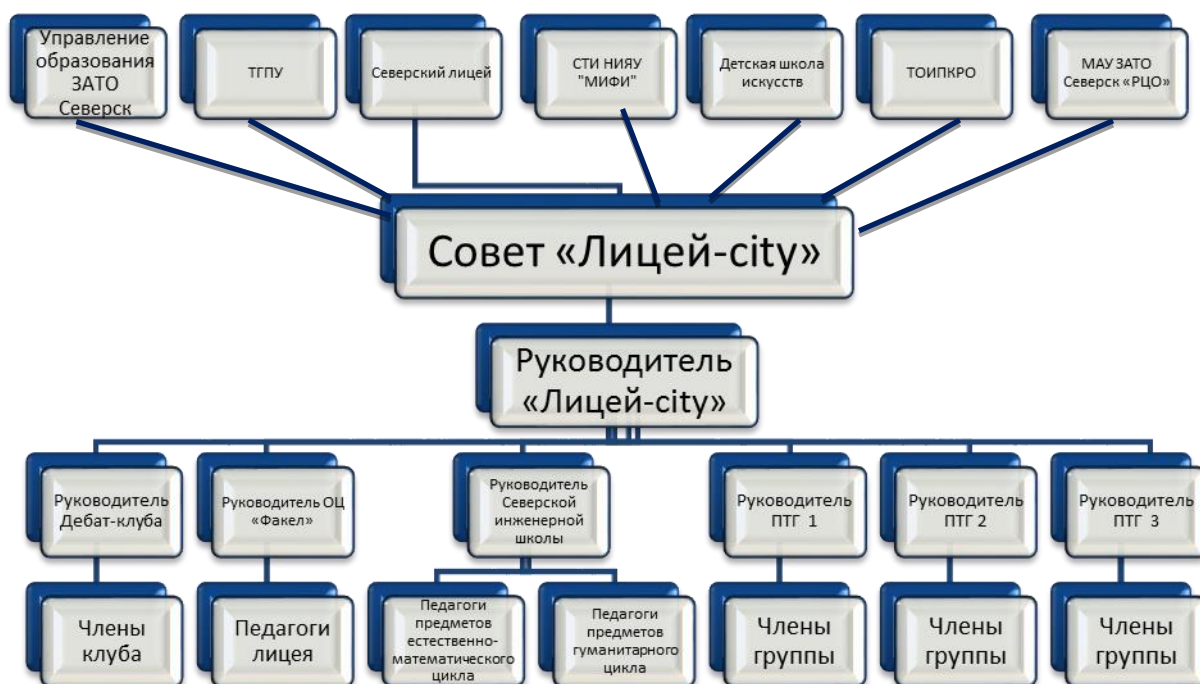 Управление
образования
ЗАТО
Северск
ТГПУ
Северский лицей
СТИ НИЯУ
"МИФИ"
Детская школа
искусств
ТОИПКРО
МАУ ЗАТО
Северск «РЦО»
Совет «Лицей-city»
Руководитель
«Лицей-city»
Руководитель
Дебат-клуба
Руководитель ОЦ
«Факел»
Руководитель
Северской
инженерной
школы
Руководитель
ПТГ 1
Руководитель
ПТГ 2
Руководитель
ПТГ 3
Члены
клуба
Педагоги
лицея
Педагоги
предметов
естественно-
математического
цикла
Педагоги
предметов
гуманитарного
цикла
Члены
группы
Члены
группы
Члены
группы